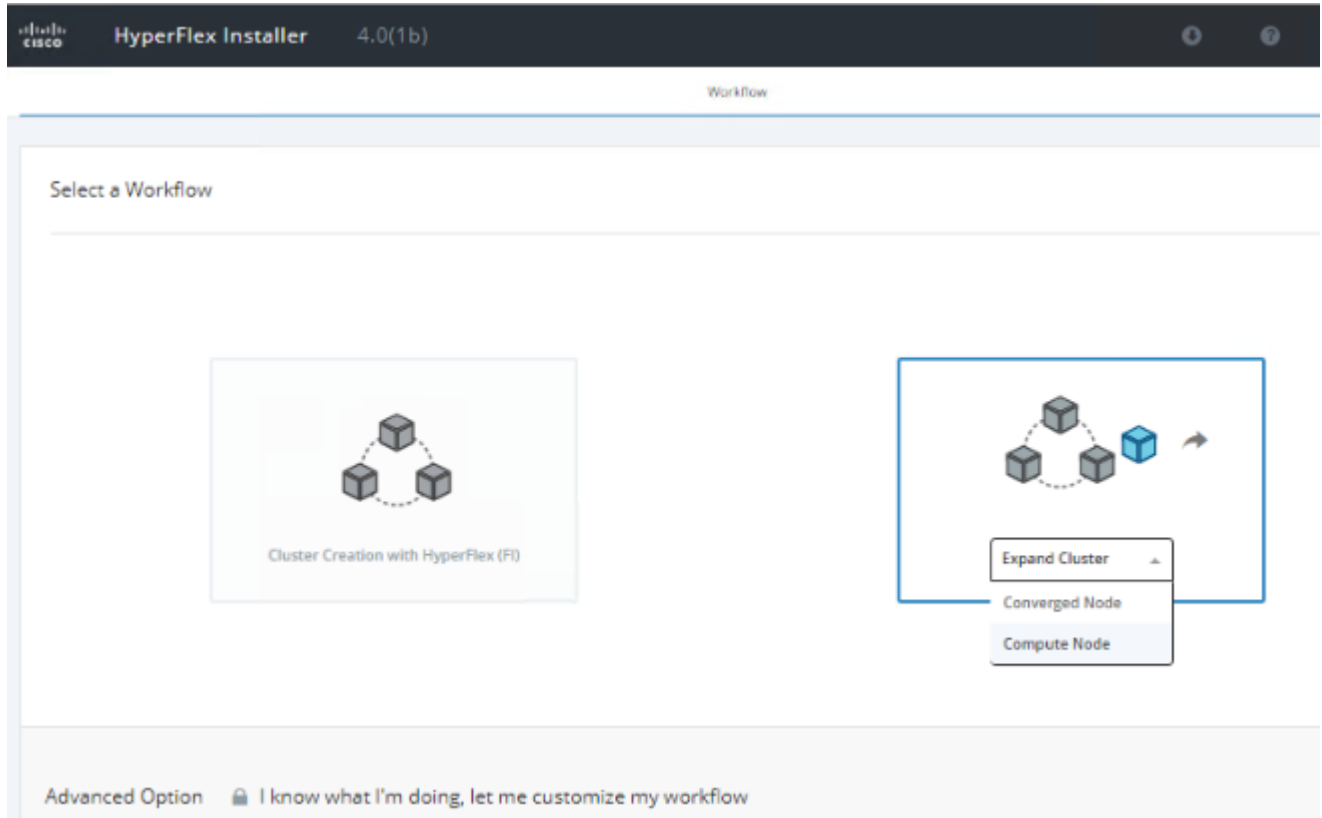 CISCO
HyperFlex Installer 4.0(1b)
Workflow
Select a Workflow
Cluster Creation with HyperFlex (FI)
Expand Cluster
Converged Node
Compute Node
Advanced Option I know what I'm doing, let me customize my workflow